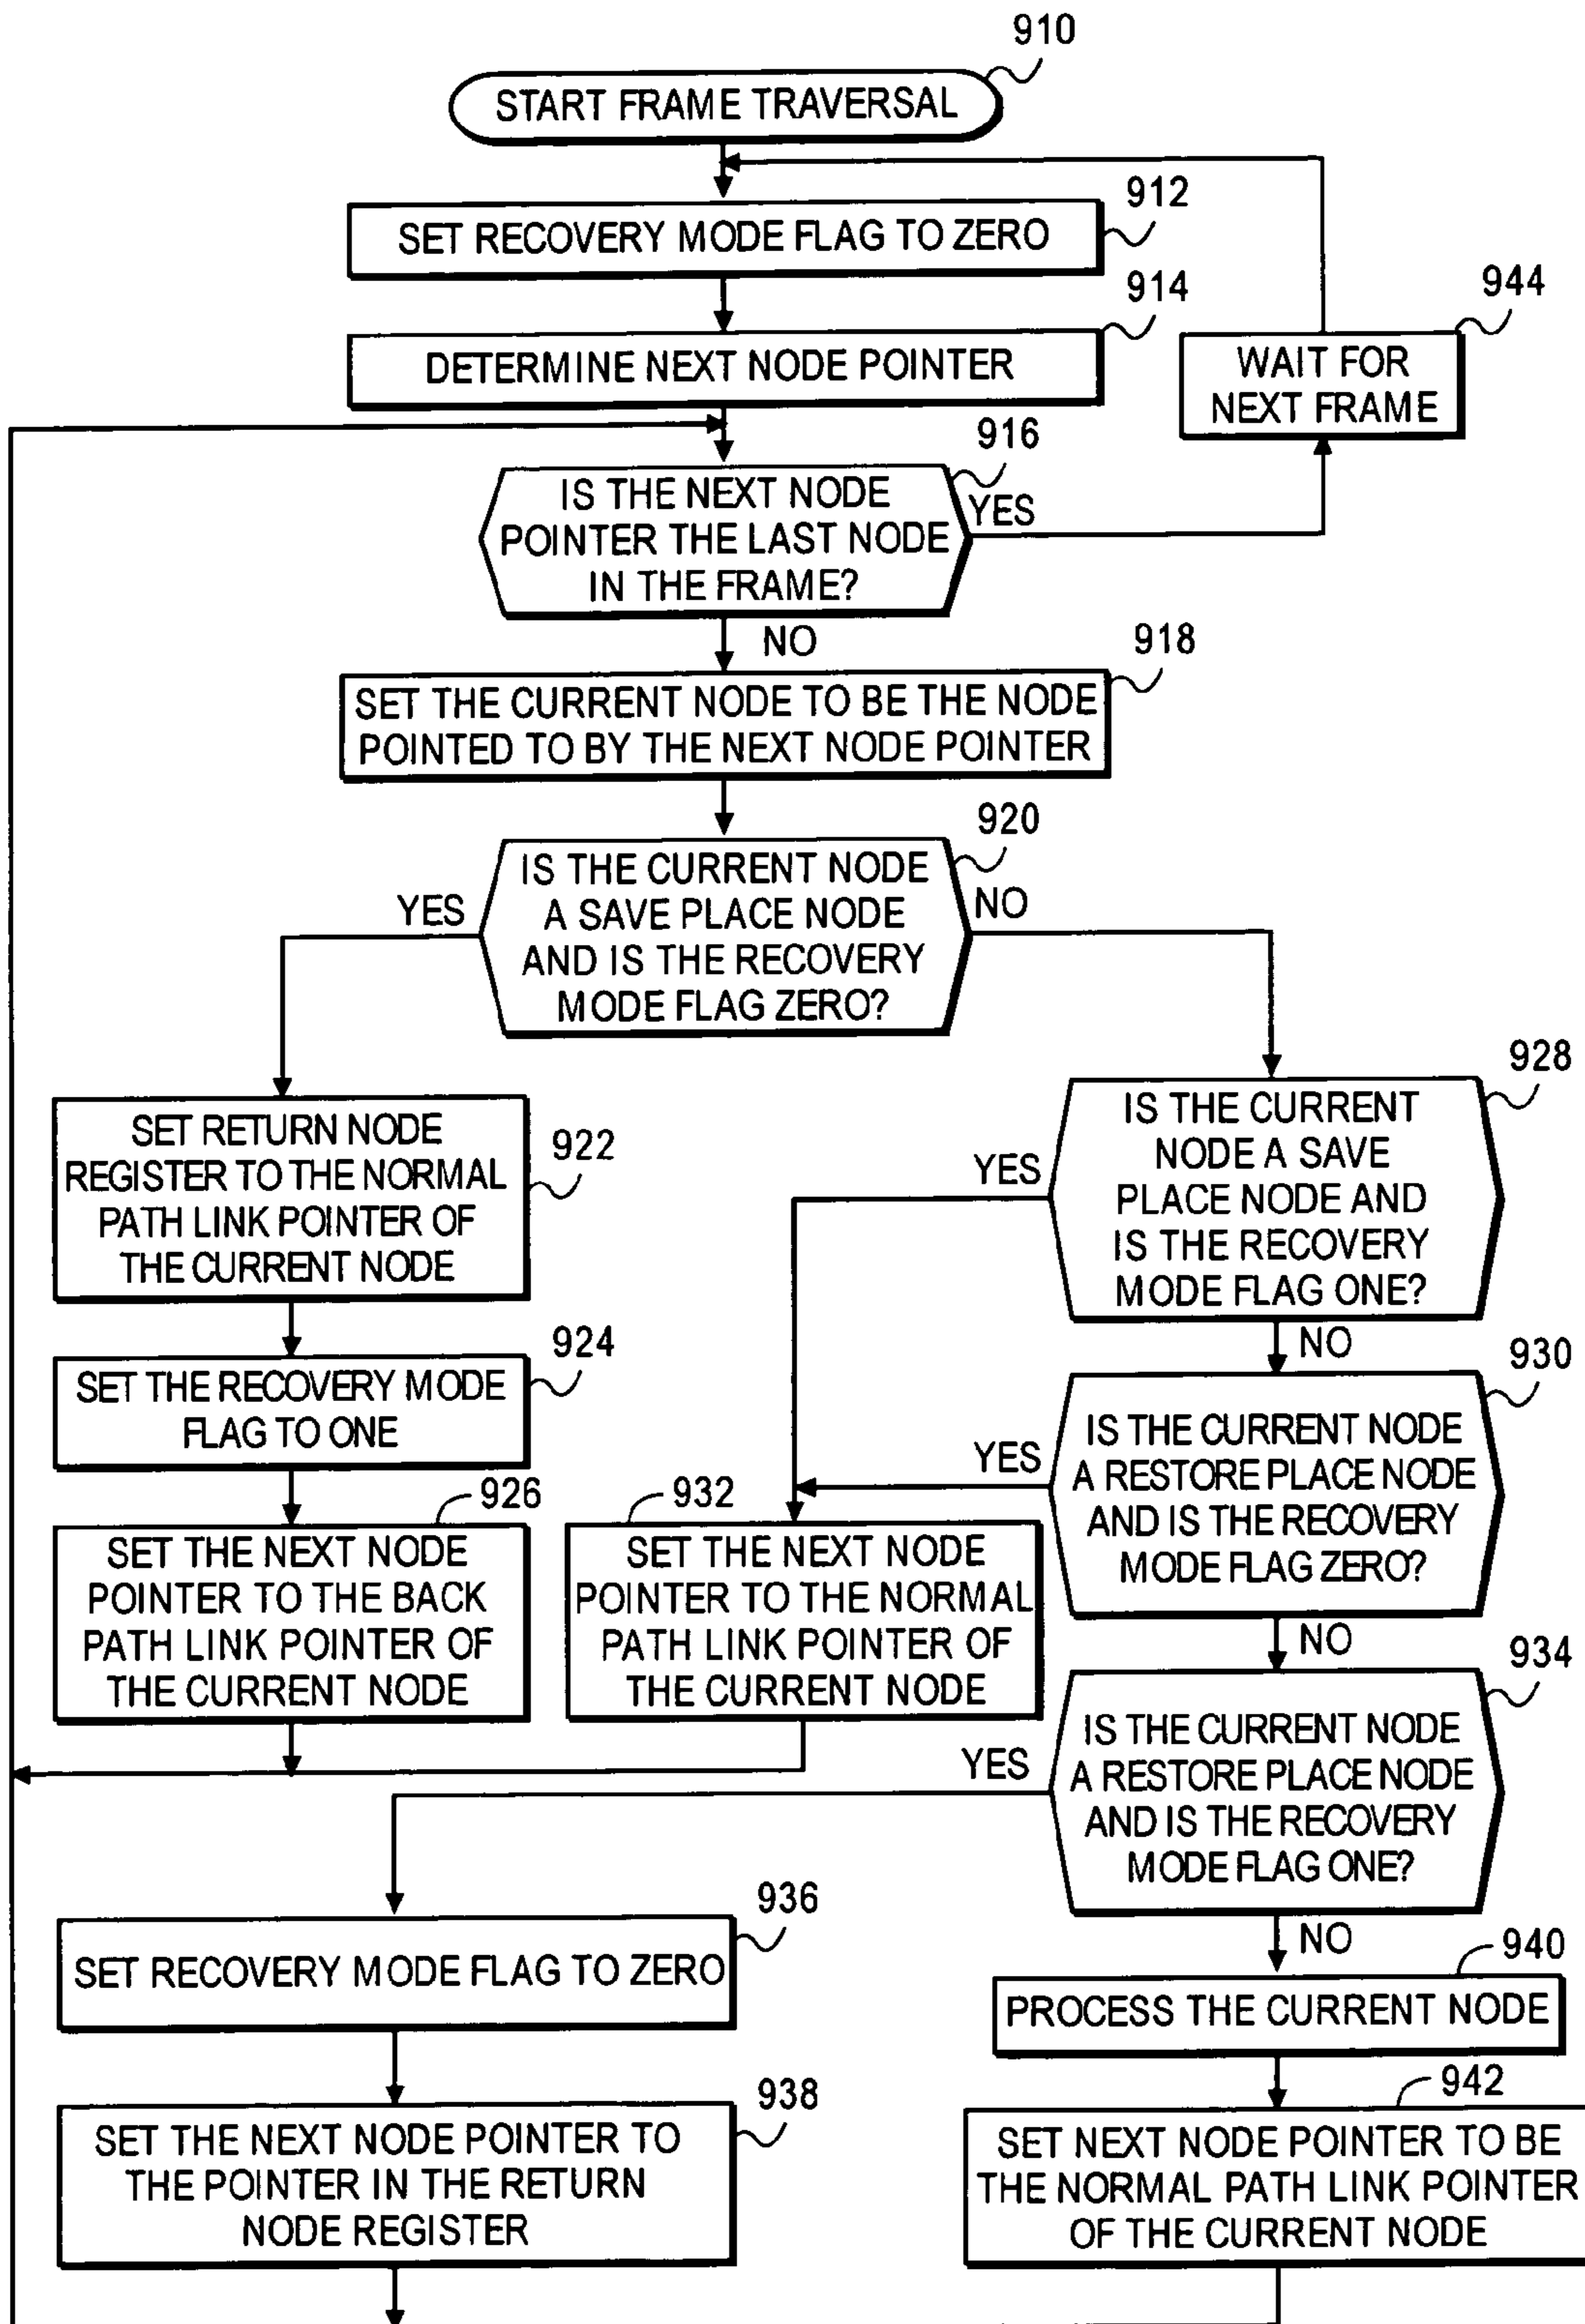 910
START FRAME TRAVERSAL
912
SET RECOVERY MODE FLAG TO ZERO
914
DETERMINE NEXT NODE POINTER
944
WAIT FOR
NEXT FRAME
916
IS THE NEXT NODE
POINTER THE LAST NODE
IN THE FRAME?
YES
NO
918
SET THE CURRENT NODE TO BE THE NODE
POINTED TO BY THE NEXT NODE POINTER
920
IS THE CURRENT NODE
A SAVE PLACE NODE
AND IS THE RECOVERY
MODE FLAG ZERO?
YES
NO
922
SET RETURN NODE
REGISTER TO THE NORMAL
PATH LINK POINTER OF
THE CURRENT NODE
924
SET THE RECOVERY MODE
FLAG TO ONE
926
SET THE NEXT NODE
POINTER TO THE BACK
PATH LINK POINTER OF
THE CURRENT NODE
928
IS THE CURRENT
NODE A SAVE
PLACE NODE AND
IS THE RECOVERY
MODE FLAG ONE?
YES
NO
930
IS THE CURRENT NODE
A RESTORE PLACE NODE
AND IS THE RECOVERY
MODE FLAG ZERO?
YES
NO
932
SET THE NEXT NODE
POINTER TO THE NORMAL
PATH LINK POINTER OF
THE CURRENT NODE
934
IS THE CURRENT NODE
A RESTORE PLACE NODE
AND IS THE RECOVERY
MODE FLAG ONE?
YES
NO
936
SET RECOVERY MODE FLAG TO ZERO
938
SET THE NEXT NODE POINTER TO
THE POINTER IN THE RETURN
NODE REGISTER
940
PROCESS THE CURRENT NODE
942
SET NEXT NODE POINTER TO BE
THE NORMAL PATH LINK POINTER
OF THE CURRENT NODE